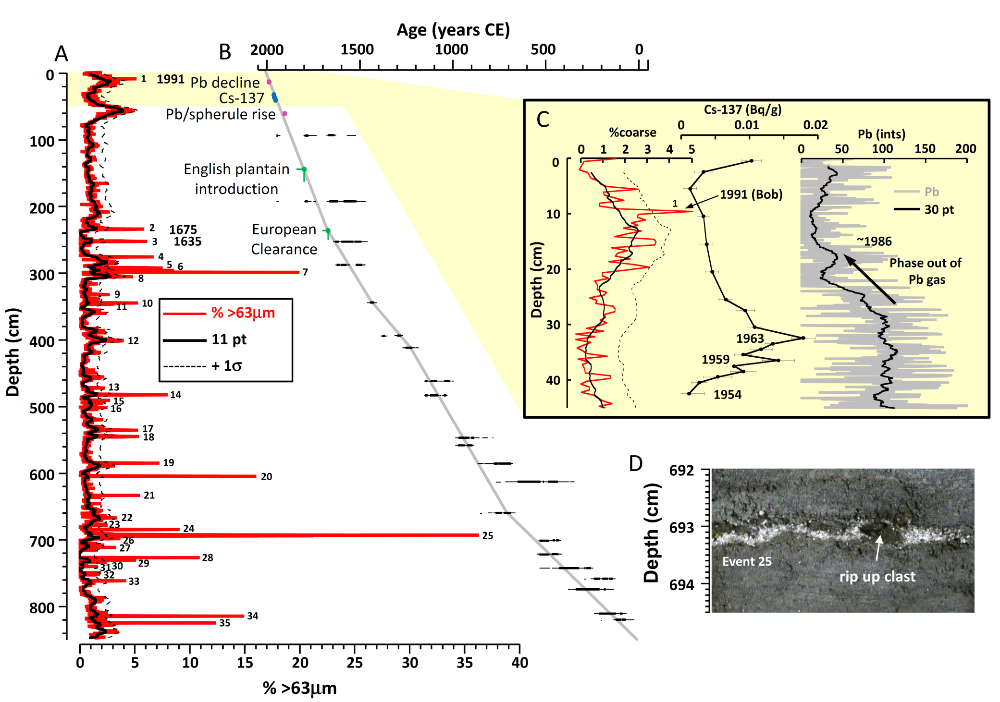 Age (years CE)
A
B
2000 1500 1000 500 0
0
100
200
300
400
500
600
700
800
Depth (cm)
1 1991
Pb decline
Cs-137
Pb/spherule rise
English plantain
introduction
2 1675
3 1635
European
Clearance
4
5
6
7
8
9
10
11
12
13
14
15
16
17
18
19
20
21
22
23
24
25
26
27
28
29
30
31
32
33
34
35
% >63μm
11 pt
+ 1σ
0 5 10 15 20 25 30 35 40
% >63μm
C
Cs-137 (Bq/g)
0 0.01 0.02
%coarse
0 1 2 3 4 5
Pb (ints)
0 50 100 150 200
0
10
20
30
40
Depth (cm)
1
1991 (Bob)
1963
1959
1954
Pb
30 pt
~1986
Phase out of
Pb gas
D
692
693
694
Depth (cm)
Event 25
rip up clast